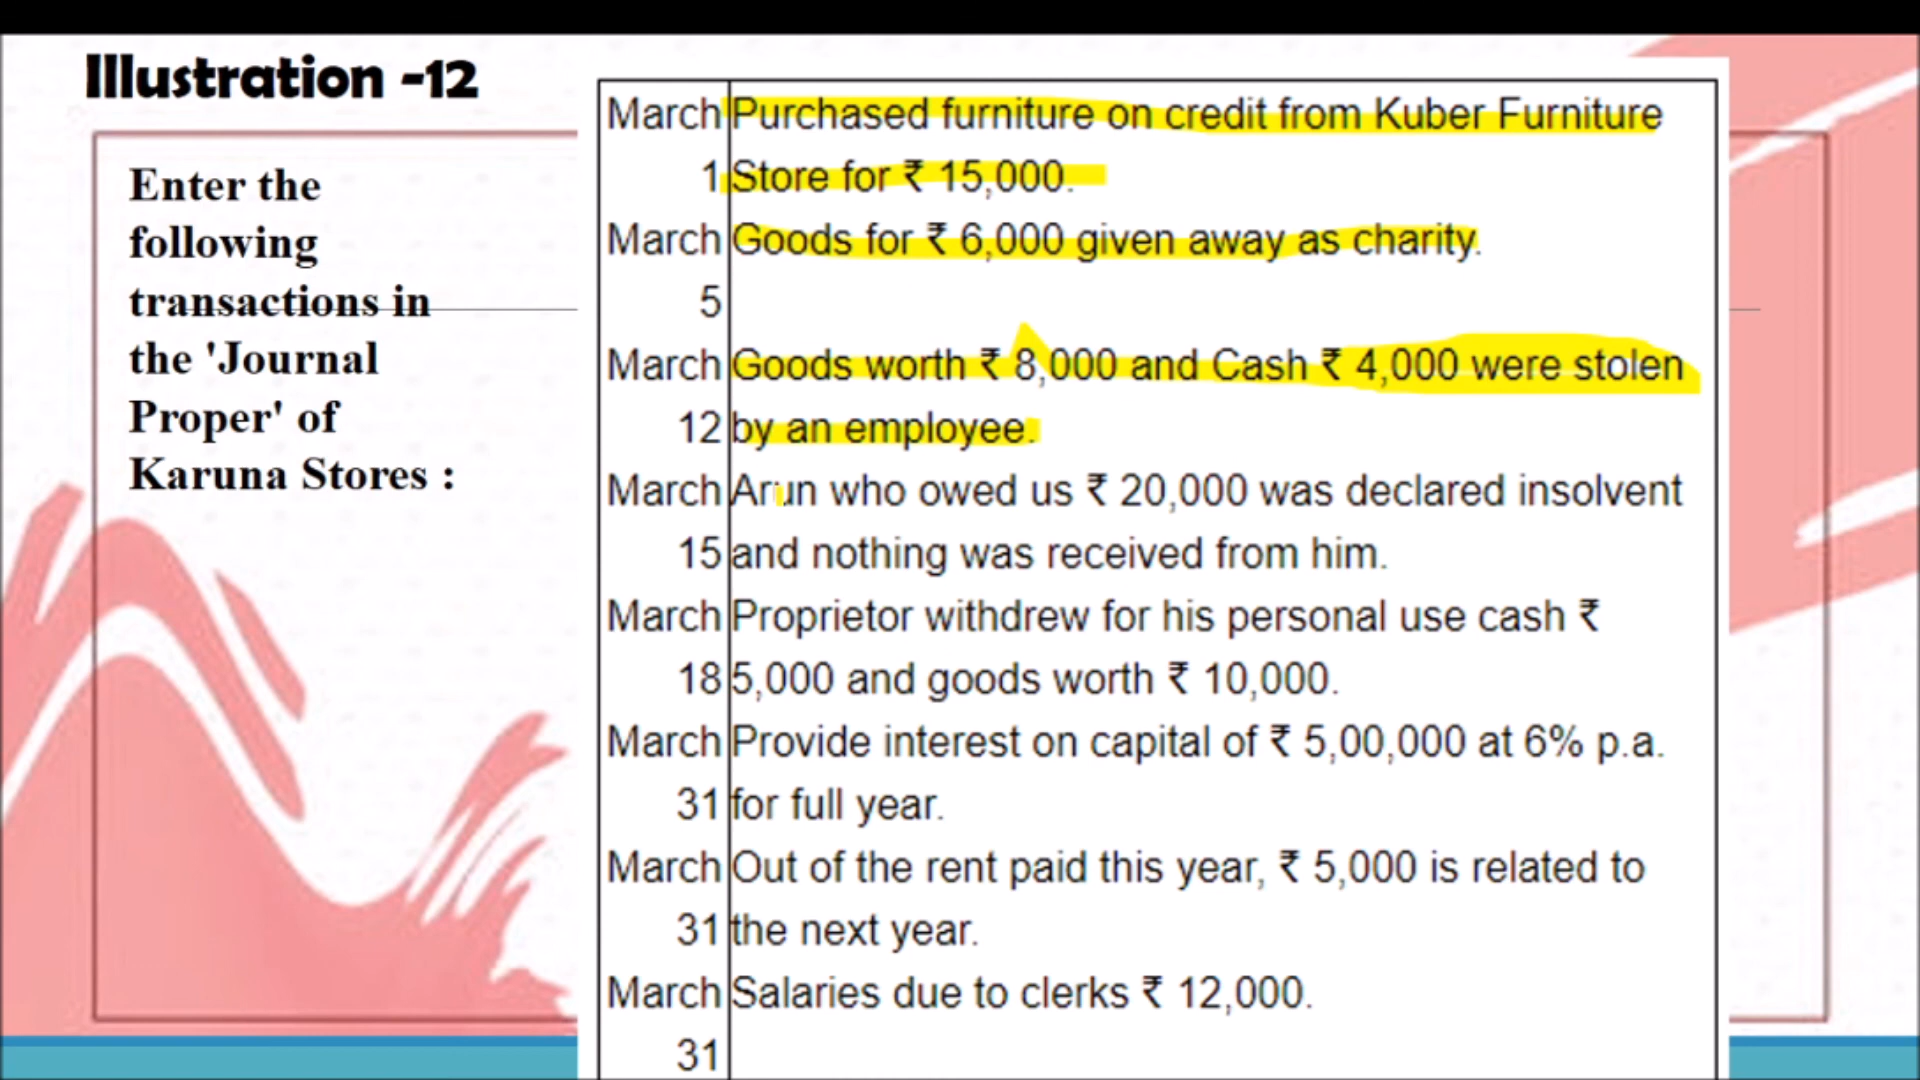 Illustration -12
Enter the
following
transactions in
the 'Journal
Proper' of
Karuna Stores :
March Purchased furniture on credit from Kuber Furniture
1 Store for ₹ 15,000.
March Goods for ₹ 6,000 given away as charity.
5
March Goods worth ₹ 8,000 and Cash ₹ 4,000 were stolen
12 by an employee.
March Arun who owed us ₹ 20,000 was declared insolvent
15 and nothing was received from him.
March Proprietor withdrew for his personal use cash ₹
18 5,000 and goods worth ₹ 10,000.
March Provide interest on capital of ₹ 5,00,000 at 6% p.a.
31 for full year.
March Out of the rent paid this year, ₹ 5,000 is related to
31 the next year.
March Salaries due to clerks ₹ 12,000.
31